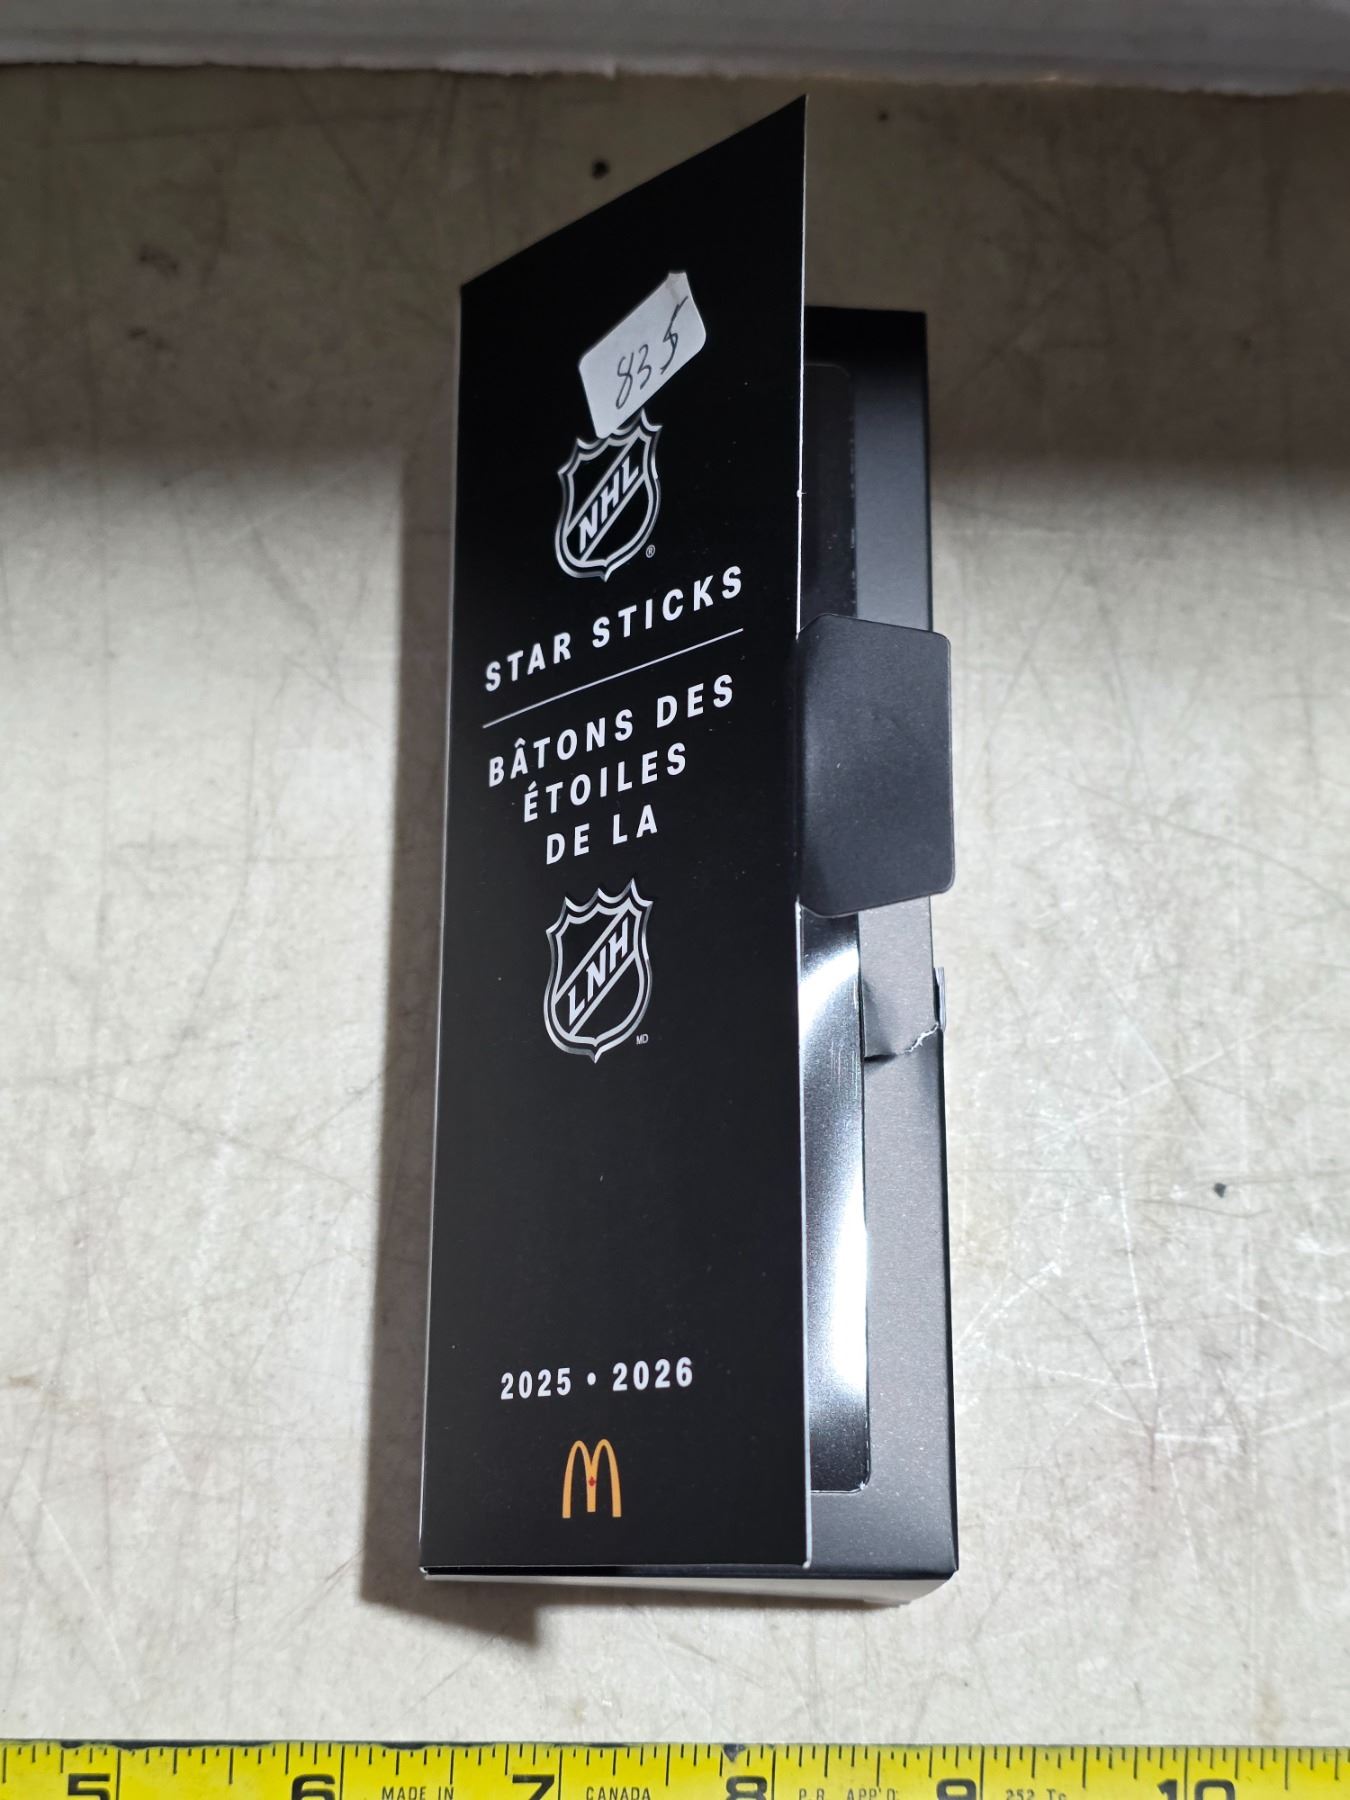 835
NHL
®
STAR STICKS
BÂTONS DES
ÉTOILES
DE LA
LNH
MD
2025 • 2026
M
5 6 MADE IN 7 CANADA 8 P.R. APP'D. 9 10